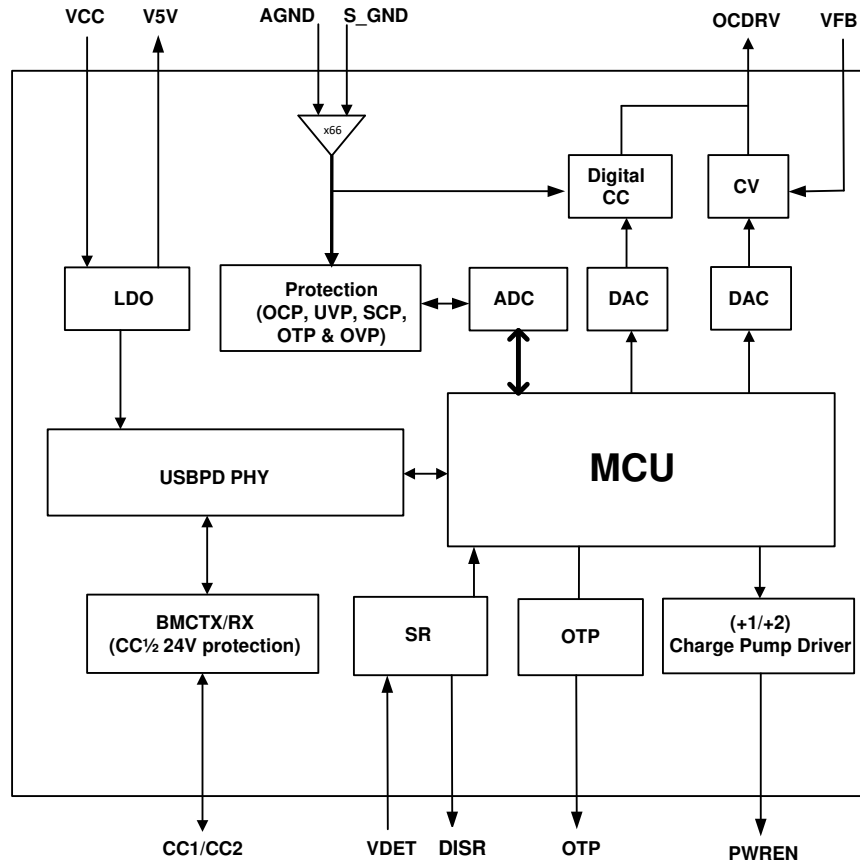 VCC
V5V
AGND
S_GND
OCDRV
VFB
x66
Digital
CC
CV
LDO
Protection
(OCP, UVP, SCP,
OTP & OVP)
ADC
DAC
DAC
MCU
USBPD PHY
BMCTX/RX
(CC½ 24V protection)
SR
OTP
(+1/+2)
Charge Pump Driver
CC1/CC2
VDET
DISR
OTP
PWREN